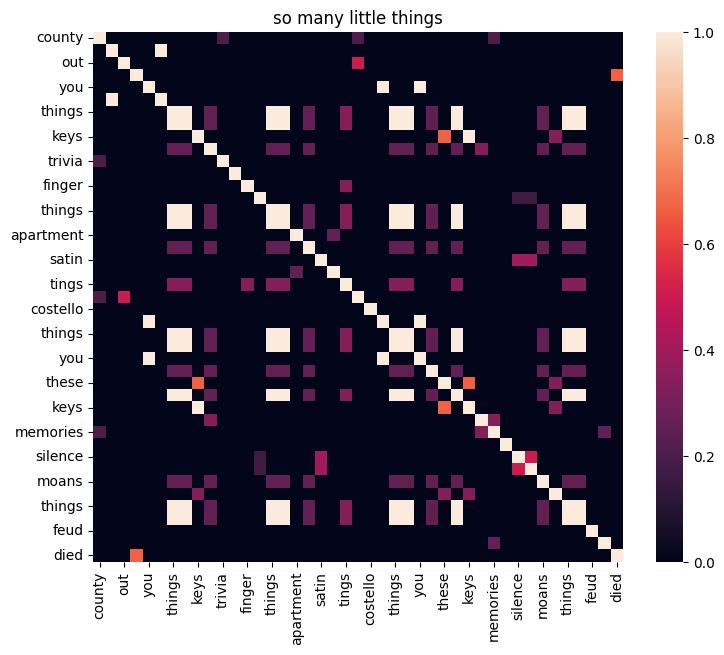 so many little things
county
out
you
things
keys
trivia
finger
things
apartment
satin
tings
costello
things
you
these
keys
memories
silence
moans
things
feud
died
1.0
0.8
0.6
0.4
0.2
0.0
county
out
you
things
keys
trivia
finger
things
apartment
satin
tings
costello
things
you
these
keys
memories
silence
moans
things
feud
died